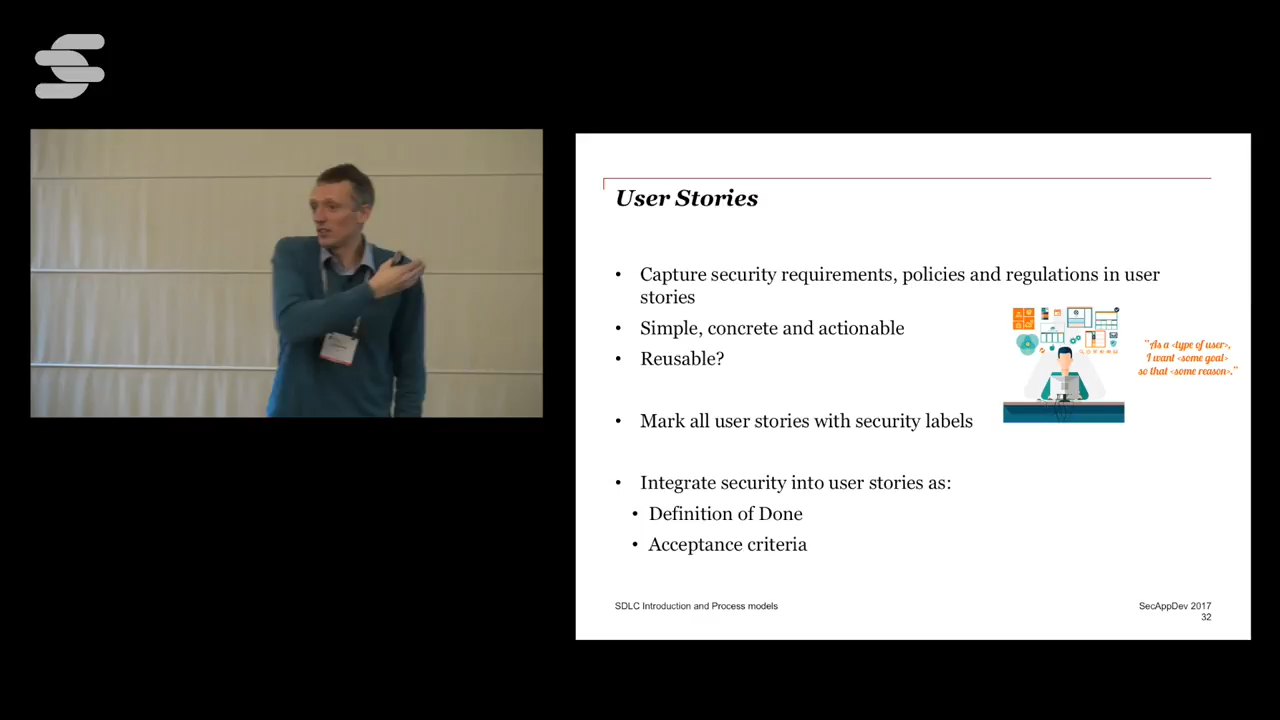 User Stories
• Capture security requirements, policies and regulations in user
stories
• Simple, concrete and actionable
• Reusable?
"As a <type of user>,
I want <some goal>
so that <some reason>."
• Mark all user stories with security labels
• Integrate security into user stories as:
• Definition of Done
• Acceptance criteria
SDLC Introduction and Process models
SecAppDev 2017
32